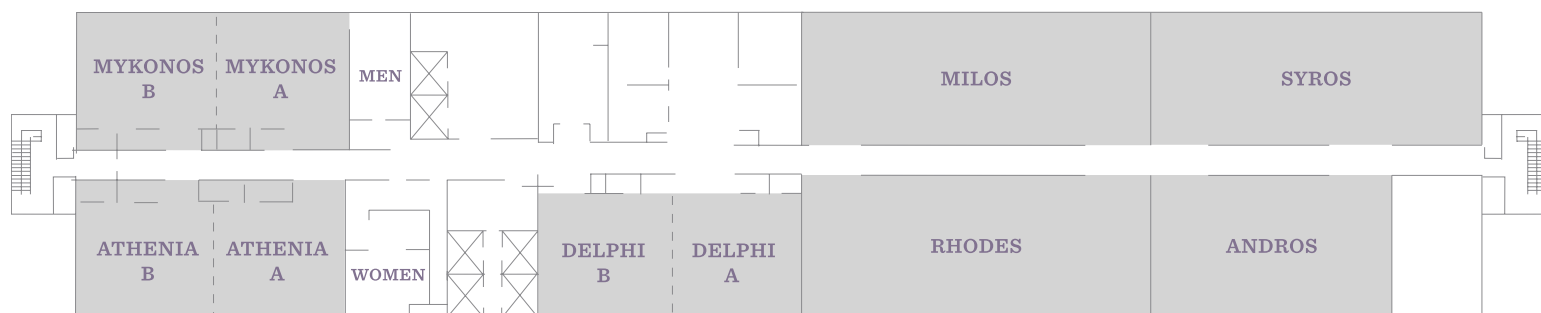 MYKONOS
B
MYKONOS
A
MEN
MILOS
SYROS
ATHENIA
B
ATHENIA
A
WOMEN
DELPHI
B
DELPHI
A
RHODES
ANDROS